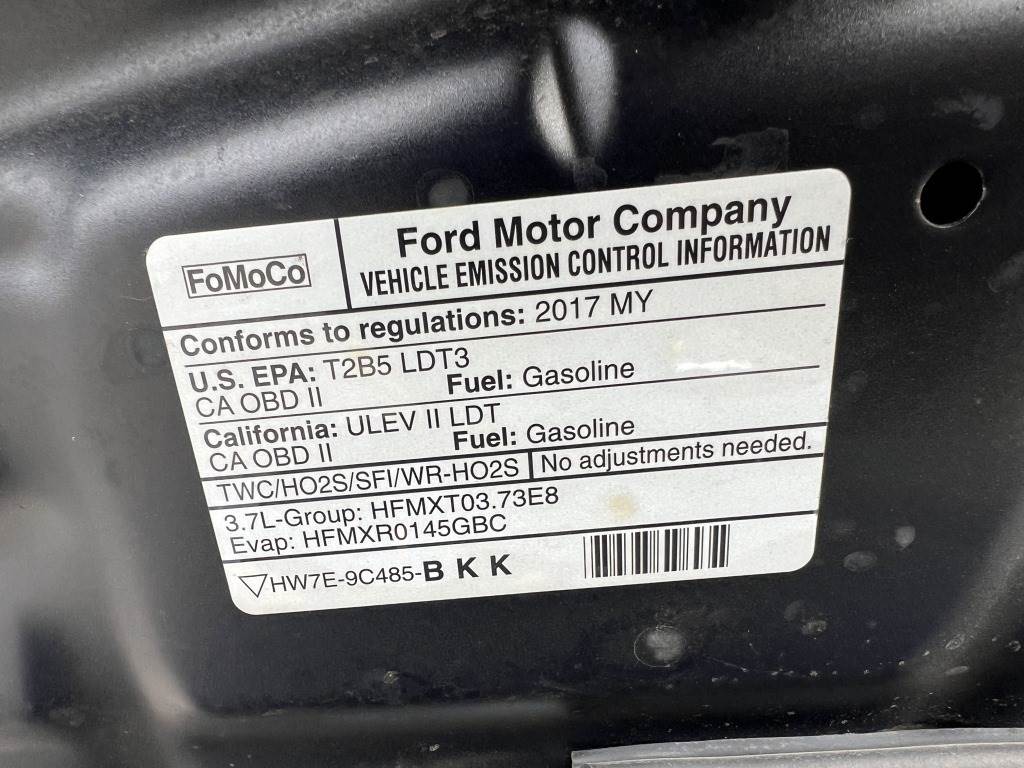 FoMoCo
Ford Motor Company
VEHICLE EMISSION CONTROL INFORMATION
Conforms to regulations: 2017 MY
U.S. EPA: T2B5 LDT3
CA OBD II Fuel: Gasoline
California: ULEV II LDT
CA OBD II Fuel: Gasoline
TWC/HO2S/SFI/WR-HO2S No adjustments needed.
3.7L-Group: HFMXT03.73E8
Evap: HFMXR0145GBC
HW7E-9C485-B K K